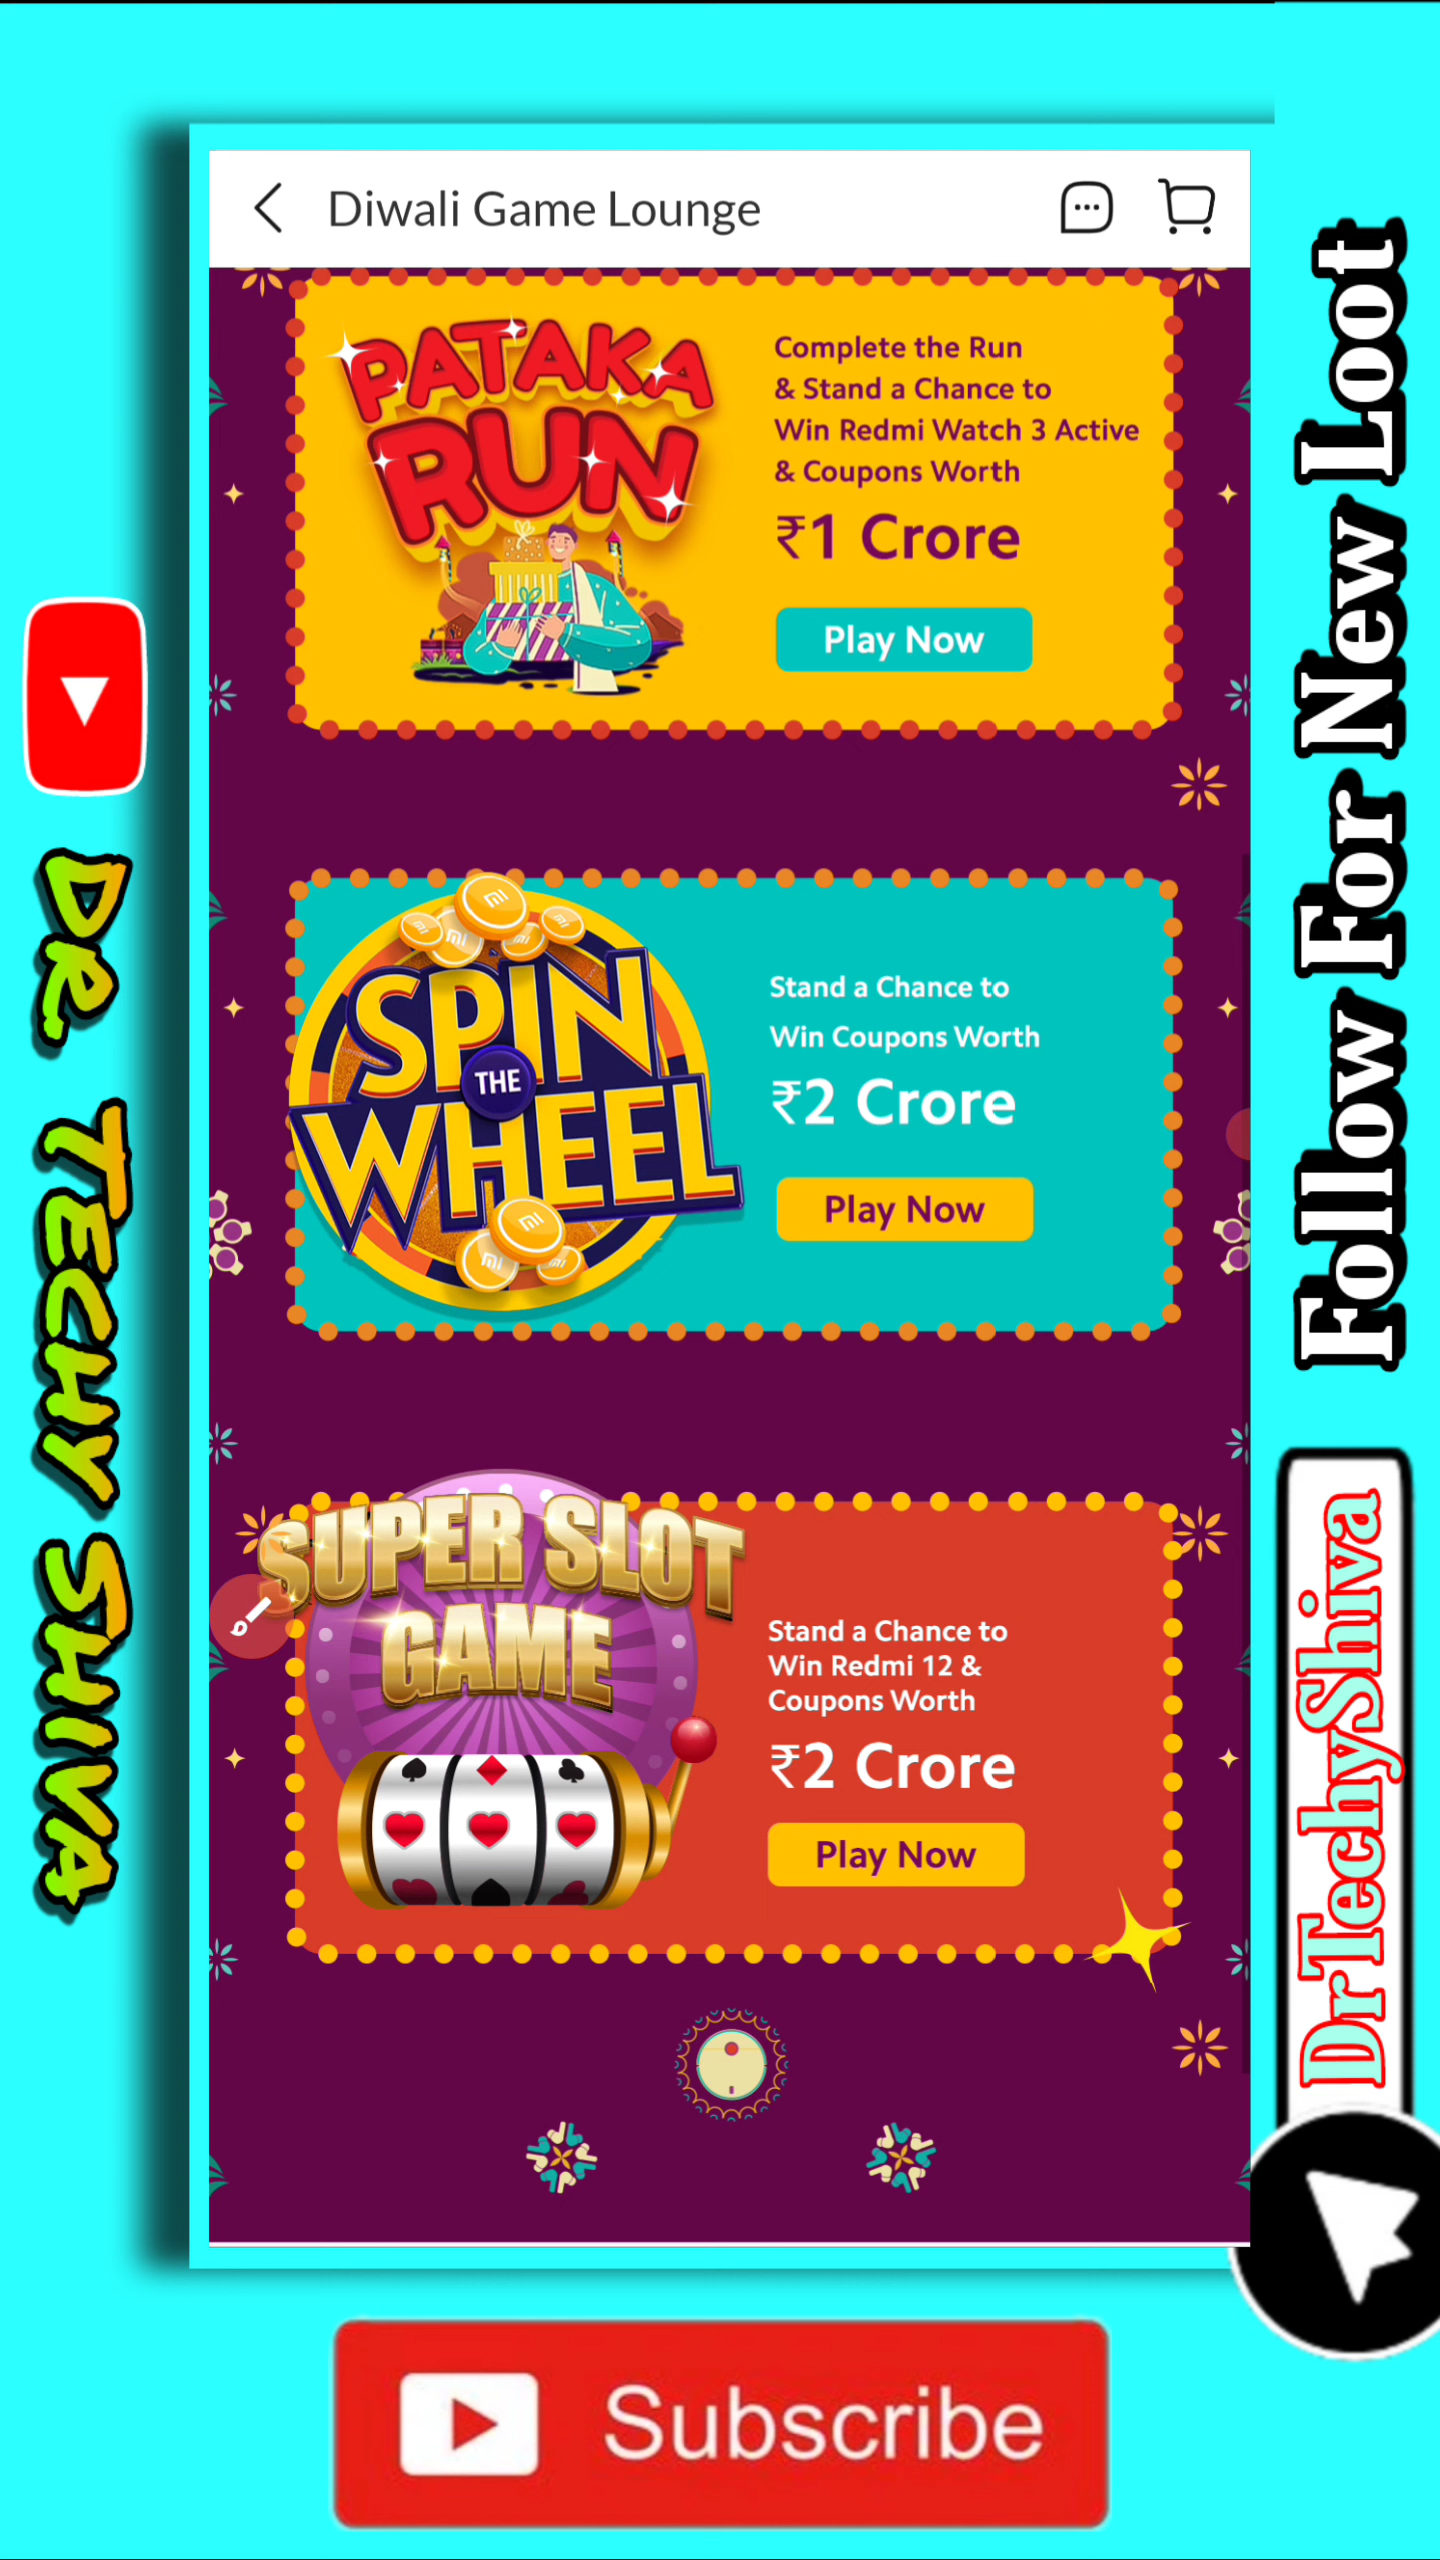 Diwali Game Lounge
PATAKA
RUN
Complete the Run
& Stand a Chance to
Win Redmi Watch 3 Active
& Coupons Worth
₹1 Crore
Play Now
SPIN
THE
WHEEL
Stand a Chance to
Win Coupons Worth
₹2 Crore
Play Now
SUPER SLOT
GAME
Stand a Chance to
Win Redmi 12 &
Coupons Worth
₹2 Crore
Play Now
DR. TECHY SHIVA
Follow For New Loot
DrTechyShiva
Subscribe